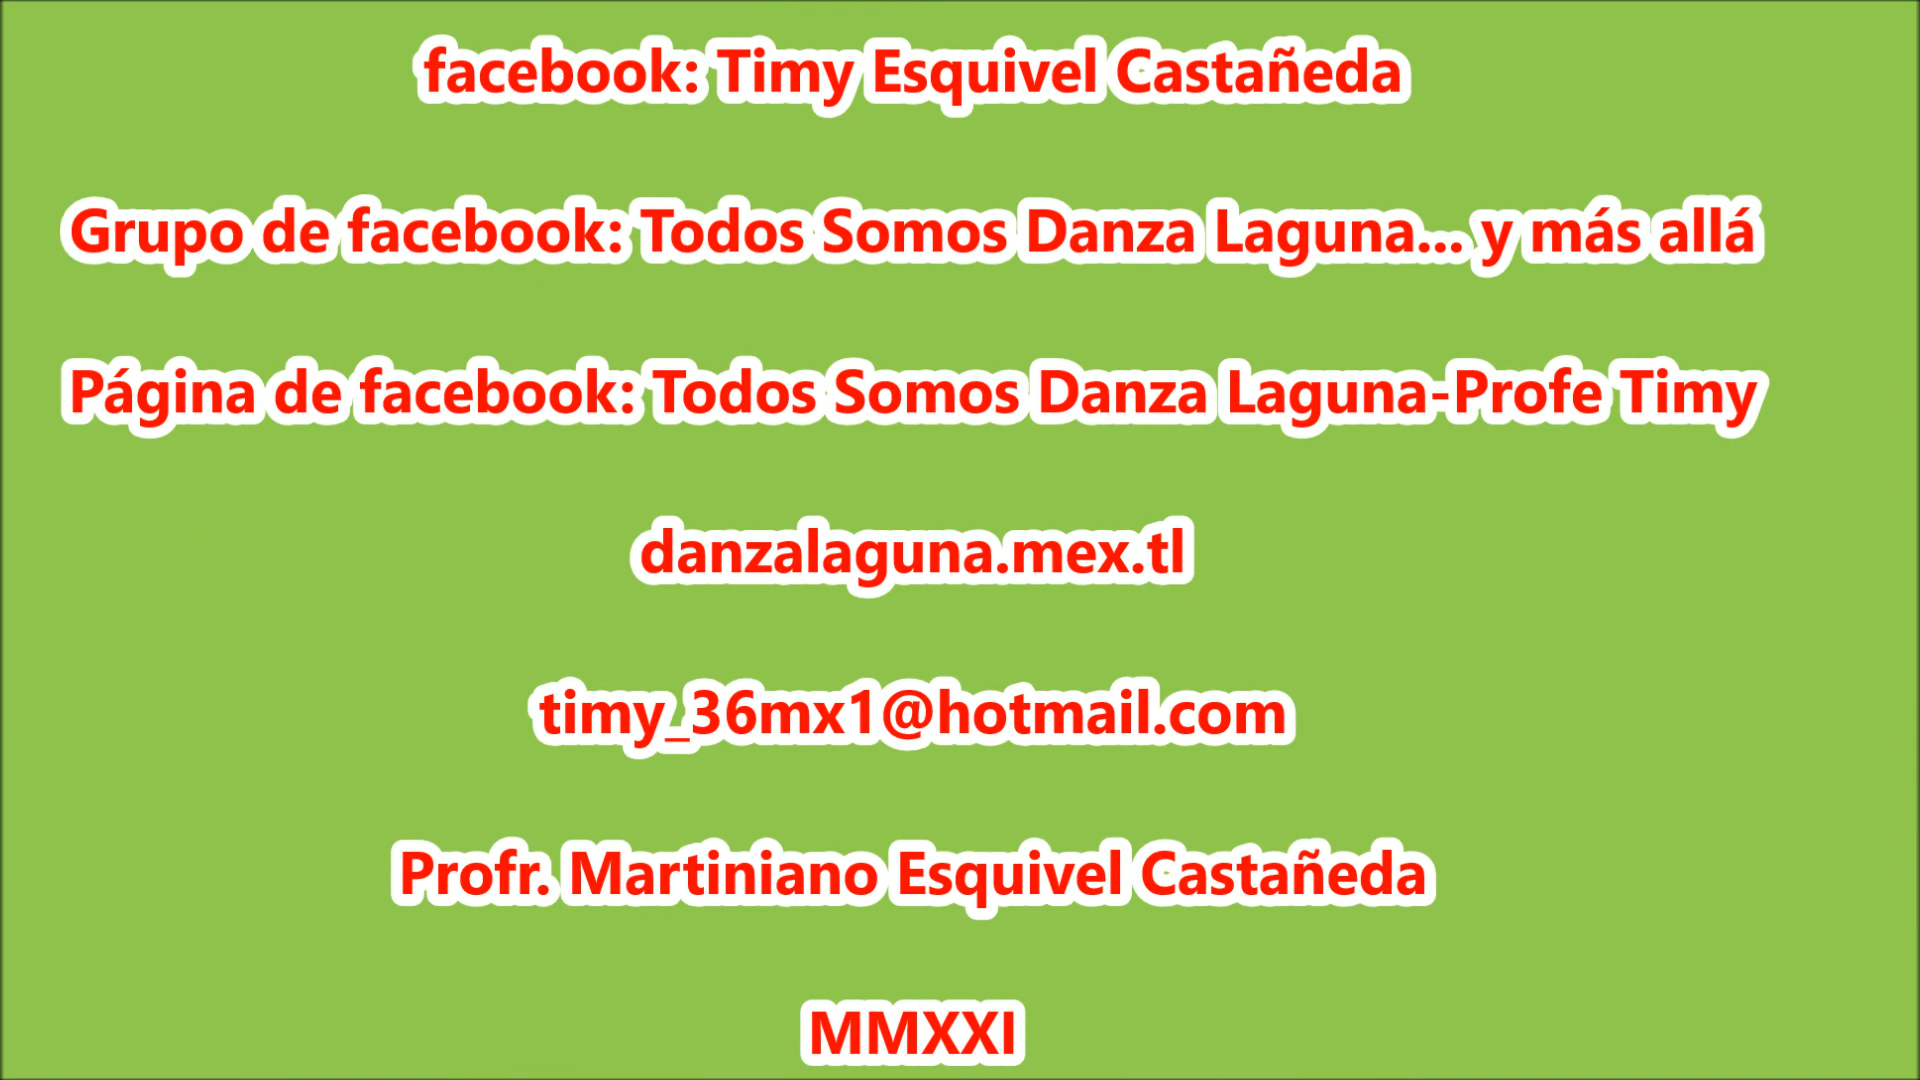 facebook: Timy Esquivel Castañeda
Grupo de facebook: Todos Somos Danza Laguna... y más allá
Página de facebook: Todos Somos Danza Laguna-Profe Timy
danzalaguna.mex.tl
timy_36mx1@hotmail.com
Profr. Martiniano Esquivel Castañeda
MMXXI